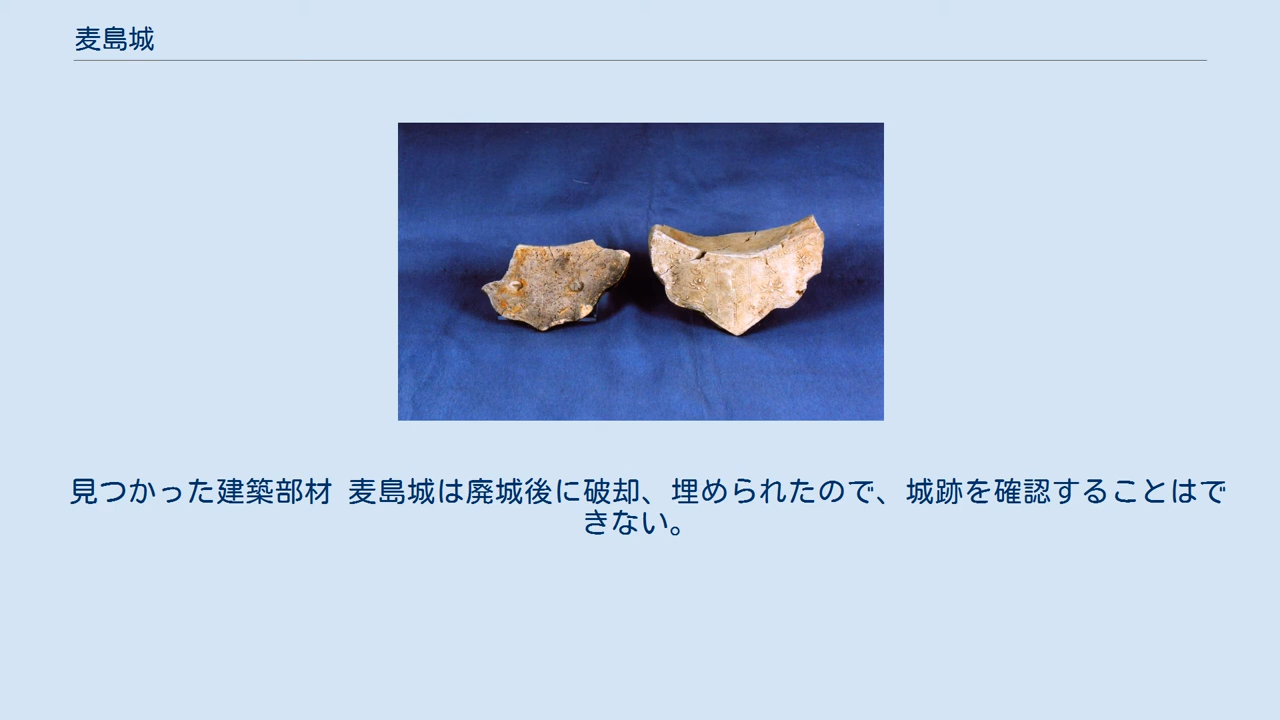 麦島城
見つかった建築部材 麦島城は廃城後に破却、埋められたので、城跡を確認することはで
きない。